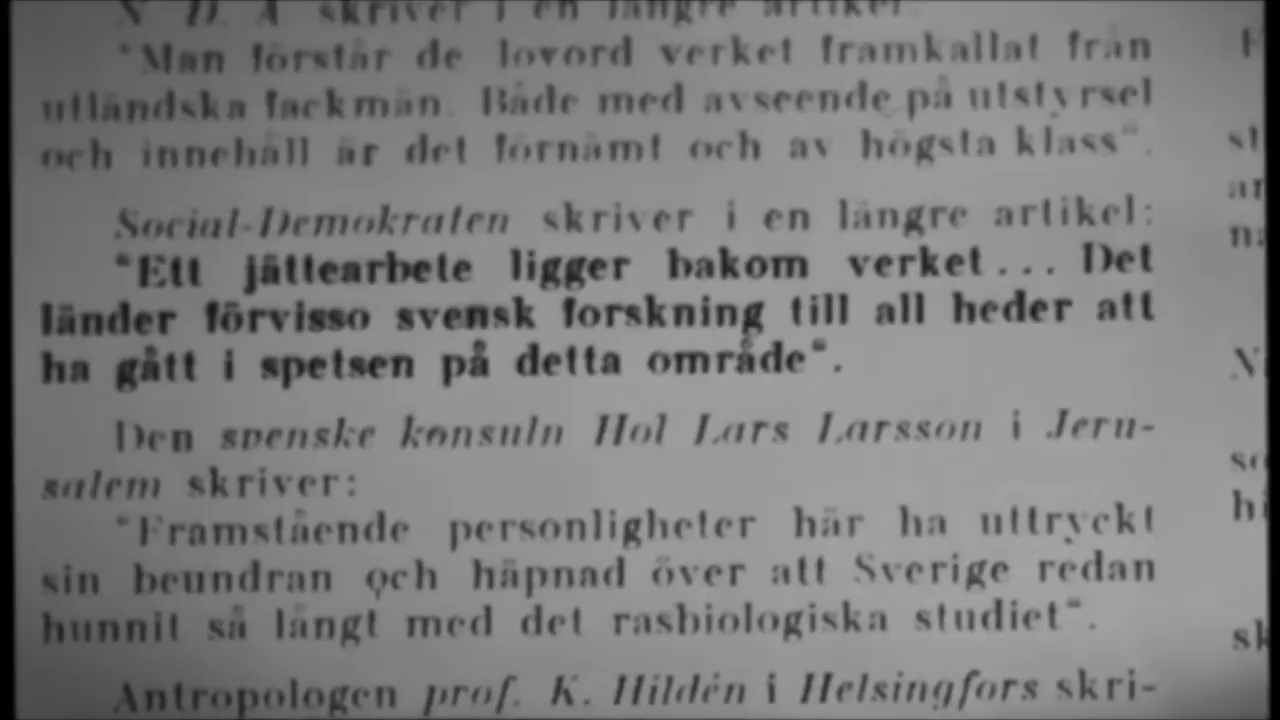 N. D. A skriver i en längre artikel:
“Man förstår de lovord verket framkallat från
utländska fackmän. Både med avseende på utstyrsel
och innehåll är det förnämt och av högsta klass“.
Social-Demokraten skriver i en längre artikel:
“Ett jättearbete ligger bakom verket... Det
länder förvisso svensk forskning till all heder att
ha gått i spetsen på detta område“.
Den svenske konsuln Hol Lars Larsson i Jeru-
salem skriver:
“Framstående personligheter här ha uttryckt
sin beundran och häpnad över att Sverige redan
hunnit så långt med det rasbiologiska studiet“.
Antropologen prof. K. Hildén i Helsingfors skri-